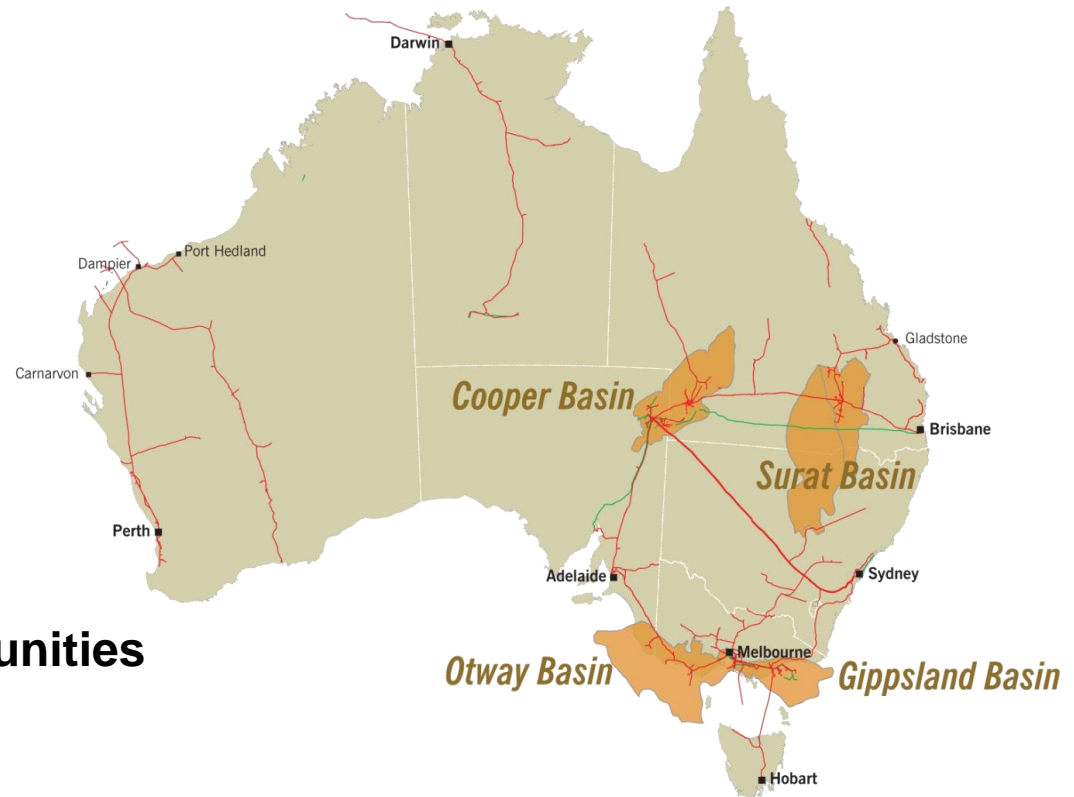 Darwin
Port Hedland
Dampier
Gladstone
Carnarvon
Cooper Basin
Brisbane
Surat Basin
Perth
Adelaide
Sydney
unities
Melbourne
Otway Basin
Gippsland Basin
Hobart